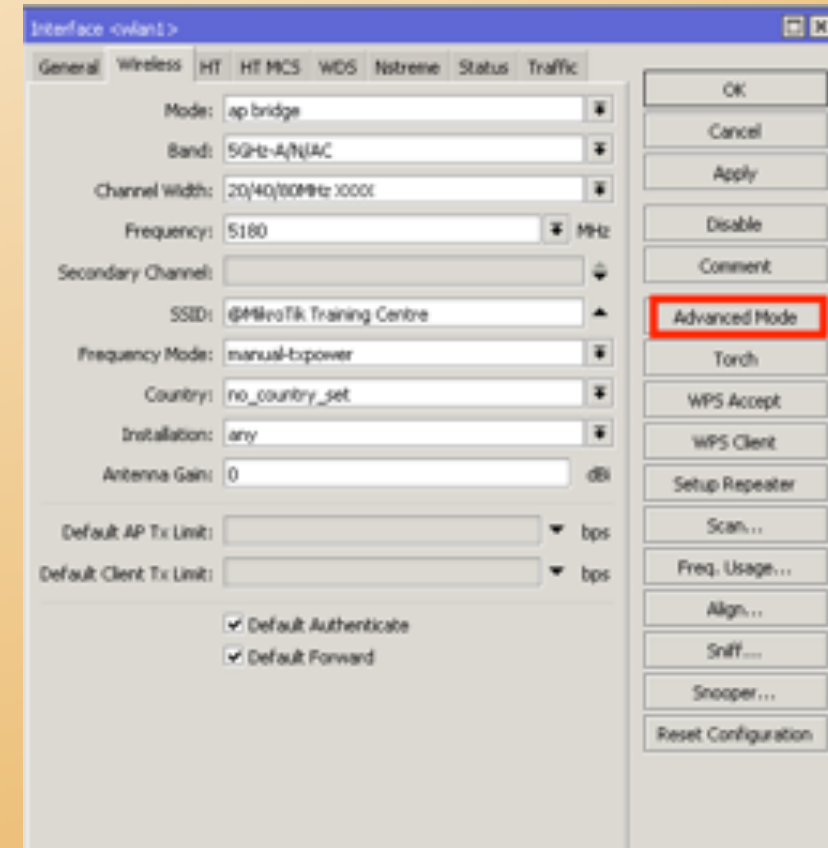 Interface <wlan1>
General Wireless HT HT MCS WDS Nstreme Status Traffic
Mode: ap bridge
Band: 5GHz-A/N/AC
Channel Width: 20/40/80MHz XXXX
Frequency: 5180 MHz
Secondary Channel:
SSID: @MikroTik Training Centre
Frequency Mode: manual-txpower
Country: no_country_set
Installation: any
Antenna Gain: 0 dBi
Default AP Tx Limit: bps
Default Client Tx Limit: bps
Default Authenticate
Default Forward
OK
Cancel
Apply
Disable
Comment
Advanced Mode
Torch
WPS Accept
WPS Client
Setup Repeater
Scan...
Freq. Usage...
Align...
Sniff...
Snooper...
Reset Configuration